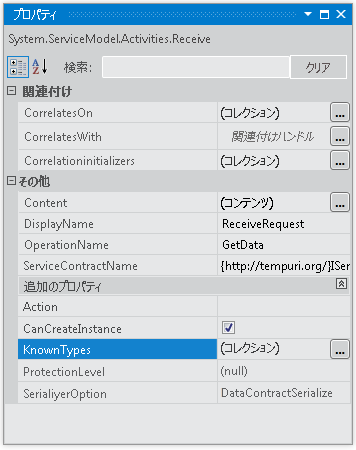 プロパティ
System.ServiceModel.Activities.Receive
検索: クリア
関連付け
CorrelatesOn (コレクション) ...
CorrelatesWith 関連付けハンドル ...
Correlationinitializers (コレクション) ...
その他
Content (コンテンツ) ...
DisplayName ReceiveRequest
OperationName GetData
ServiceContractName {http://tempuri.org/}ISer
追加のプロパティ
Action
CanCreateInstance
KnownTypes (コレクション) ...
ProtectionLevel (null)
SerialiyerOption DataContractSerialize